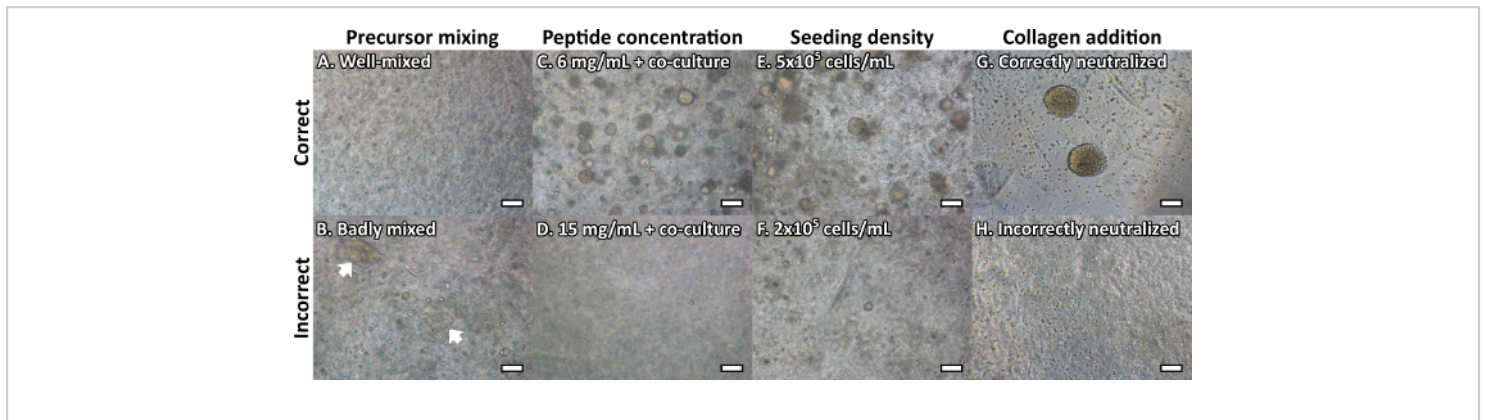 Precursor mixing Peptide concentration Seeding density Collagen addition
Correct
A. Well-mixed C. 6 mg/mL + co-culture E. 5x10⁵ cells/mL G. Correctly neutralized
Incorrect
B. Badly mixed D. 15 mg/mL + co-culture F. 2x10⁵ cells/mL H. Incorrectly neutralized